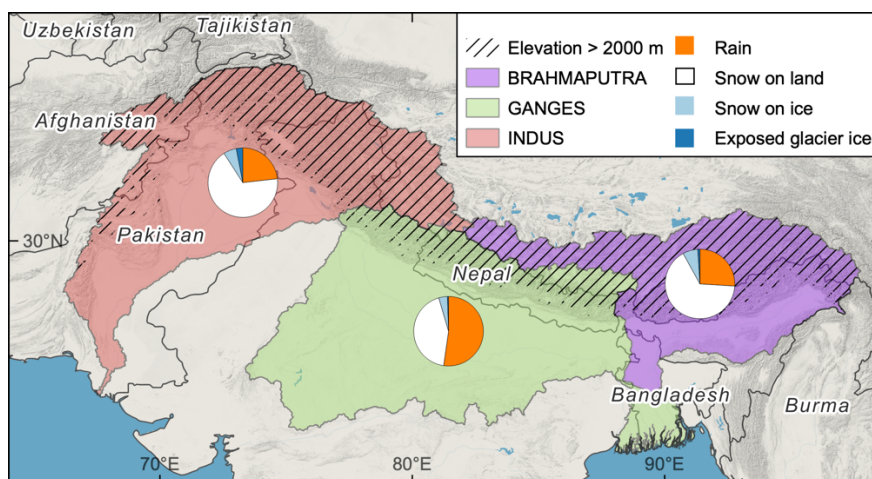 Uzbekistan
Tajikistan
Afghanistan
Pakistan
Nepal
Bangladesh
Burma
30°N
70°E
80°E
90°E
Elevation > 2000 m
BRAHMAPUTRA
GANGES
INDUS
Rain
Snow on land
Snow on ice
Exposed glacier ice